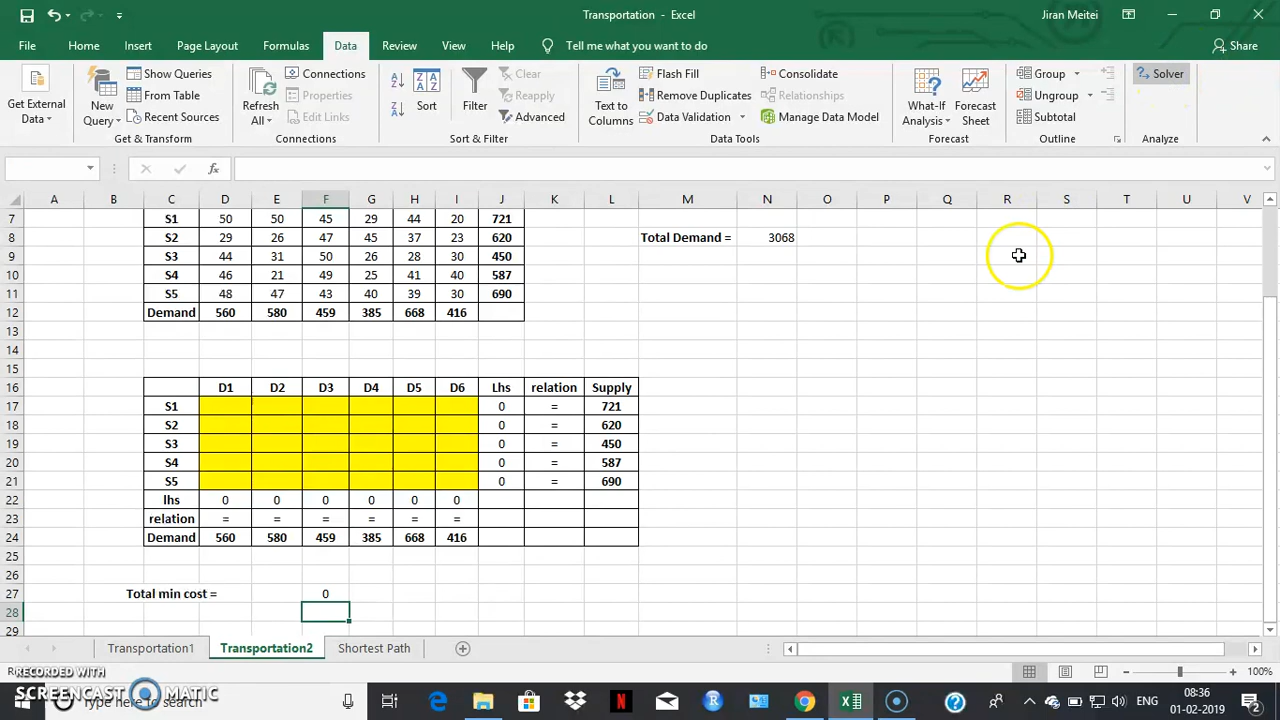 Transportation - Excel
Jiran Meitei
File Home Insert Page Layout Formulas Data Review View Help Tell me what you want to do Share
Get External Data
New Query
Show Queries
From Table
Recent Sources
Get & Transform
Refresh All
Connections
Properties
Edit Links
Connections
Sort
Filter
Clear
Reapply
Advanced
Sort & Filter
Text to Columns
Flash Fill
Remove Duplicates
Data Validation
Consolidate
Relationships
Manage Data Model
Data Tools
What-If Analysis
Forecast Sheet
Forecast
Group
Ungroup
Subtotal
Outline
Solver
Analyze
fx
A B C D E F G H I J K L M N O P Q R S T U V
7 S1 50 50 45 29 44 20 721
8 S2 29 26 47 45 37 23 620 Total Demand = 3068
9 S3 44 31 50 26 28 30 450
10 S4 46 21 49 25 41 40 587
11 S5 48 47 43 40 39 30 690
12 Demand 560 580 459 385 668 416
13
14
15
16 D1 D2 D3 D4 D5 D6 Lhs relation Supply
17 S1 0 = 721
18 S2 0 = 620
19 S3 0 = 450
20 S4 0 = 587
21 S5 0 = 690
22 lhs 0 0 0 0 0 0
23 relation = = = = = =
24 Demand 560 580 459 385 668 416
25
26
27 Total min cost = 0
28
29
Transportation1 Transportation2 Shortest Path
100%
RECORDED WITH
SCREENCAST MATIC
Type here to search
ENG
08:36
01-02-2019
2